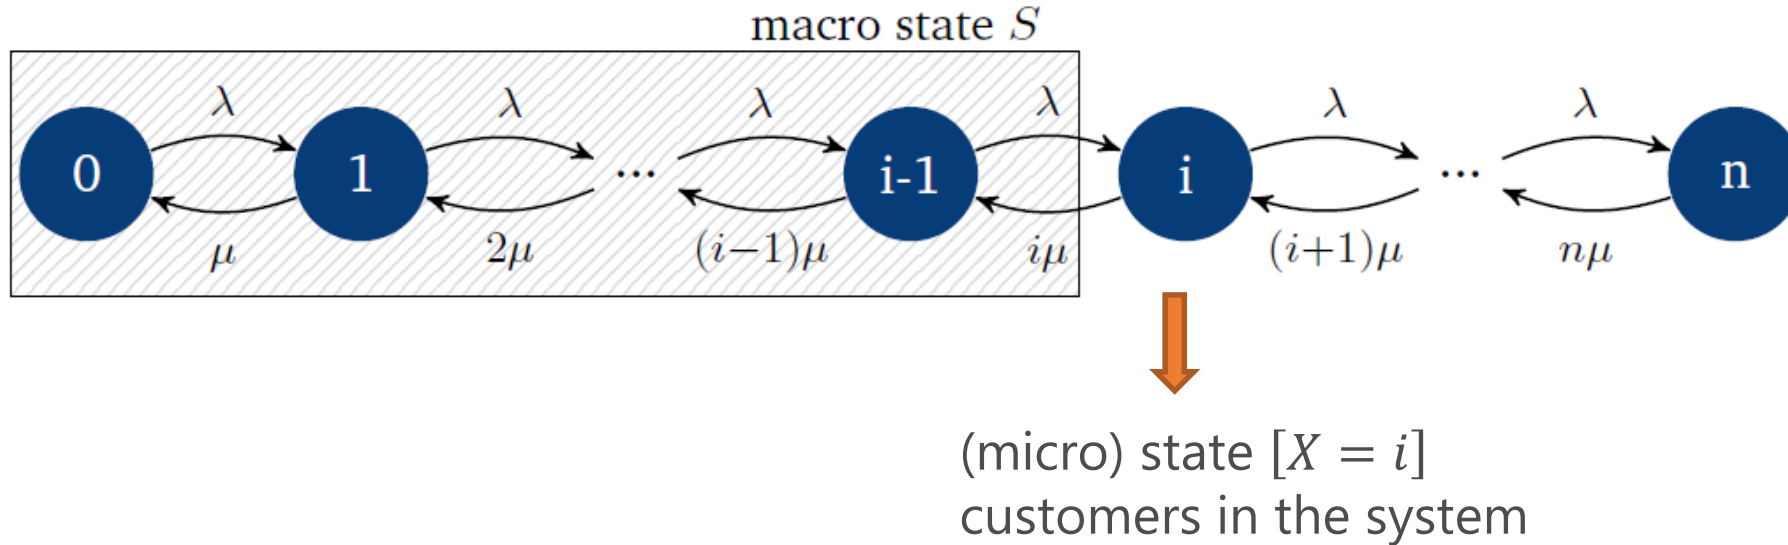 macro state S
λ λ λ λ λ λ
0 1 ... i-1 i ... n
μ 2μ (i−1)μ iμ (i+1)μ nμ
(micro) state [X = i]
customers in the system